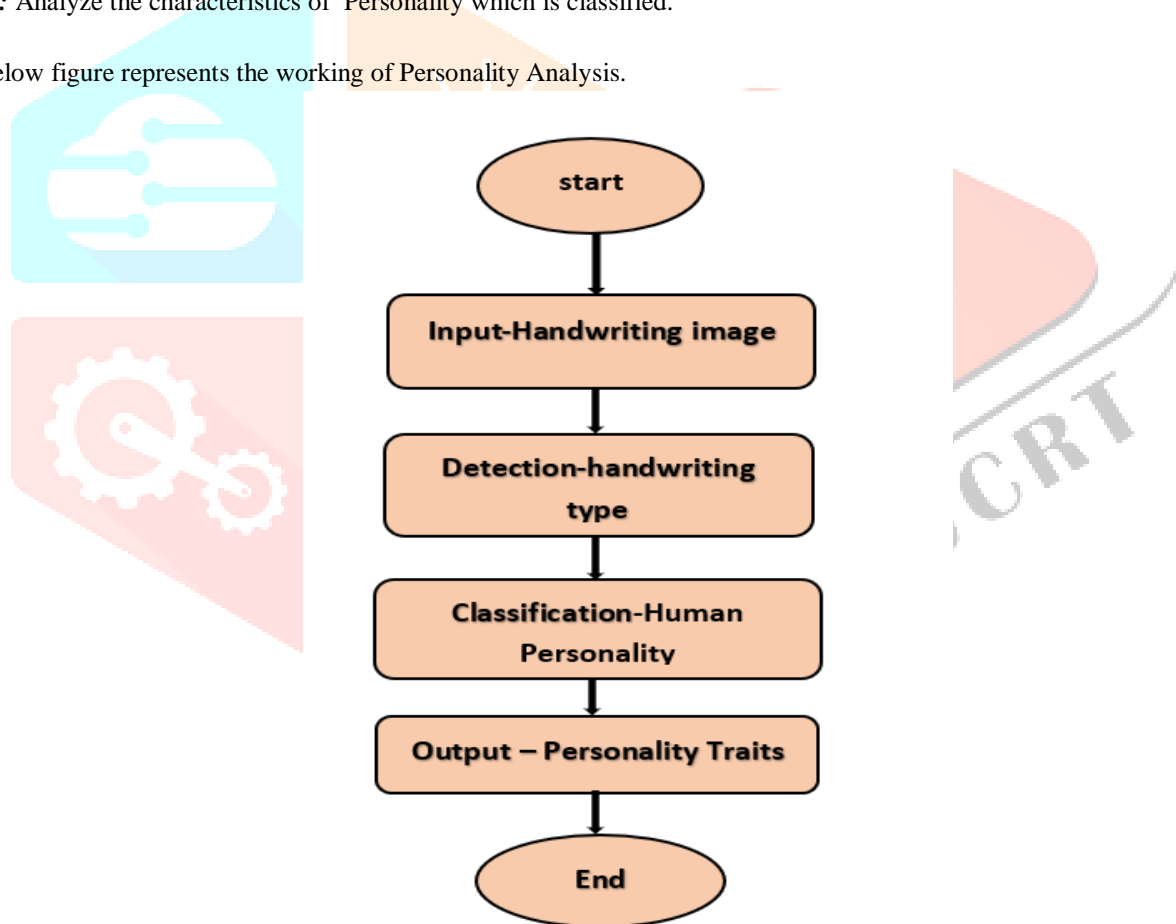 : Analyze the characteristics of Personality which is classified.
elow figure represents the working of Personality Analysis.
start
Input-Handwriting image
Detection-handwriting
type
Classification-Human
Personality
Output – Personality Traits
End
CRT